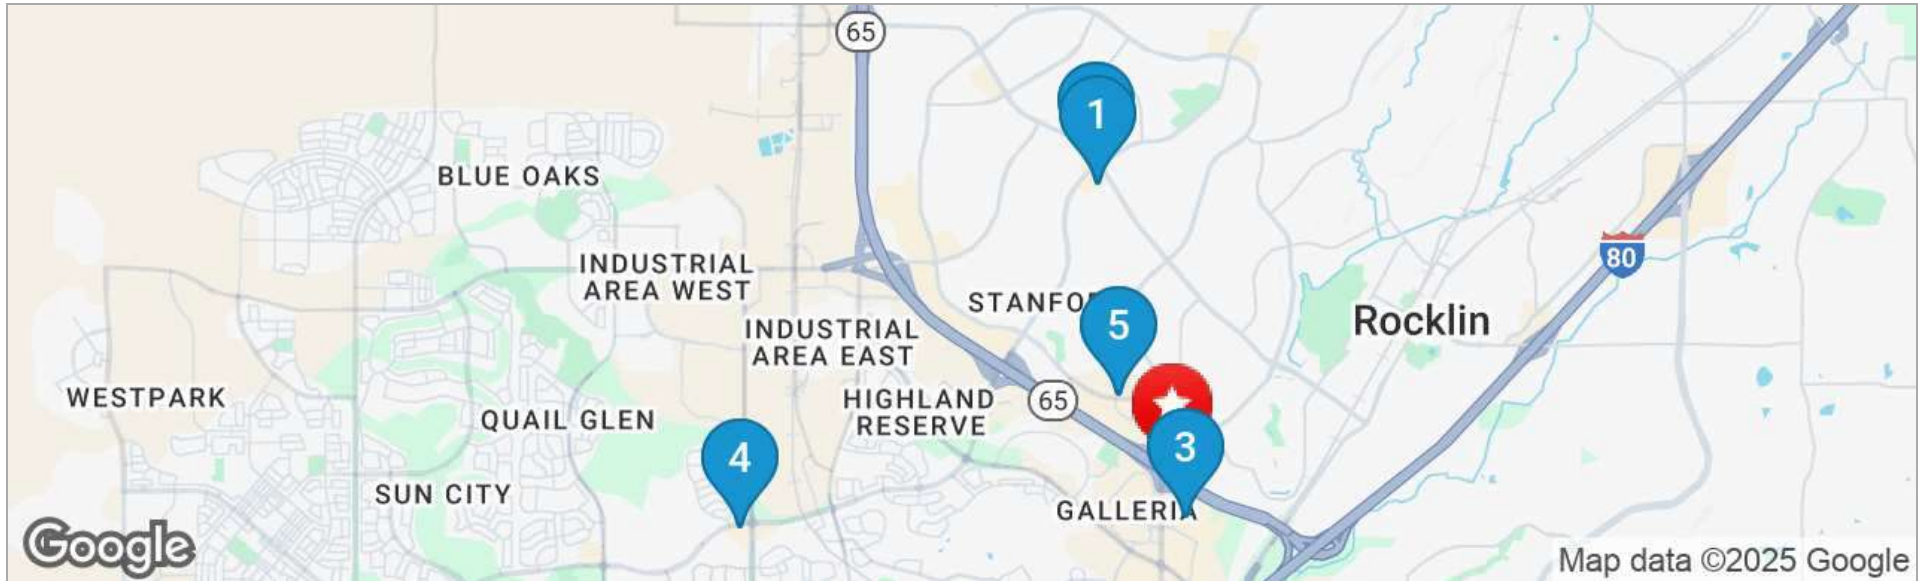 65
1
BLUE OAKS
INDUSTRIAL
AREA WEST
80
STANFO
5
Rocklin
INDUSTRIAL
AREA EAST
WESTPARK
HIGHLAND
RESERVE
65
QUAIL GLEN
3
4
SUN CITY
GALLERIA
Google
Map data ©2025 Google